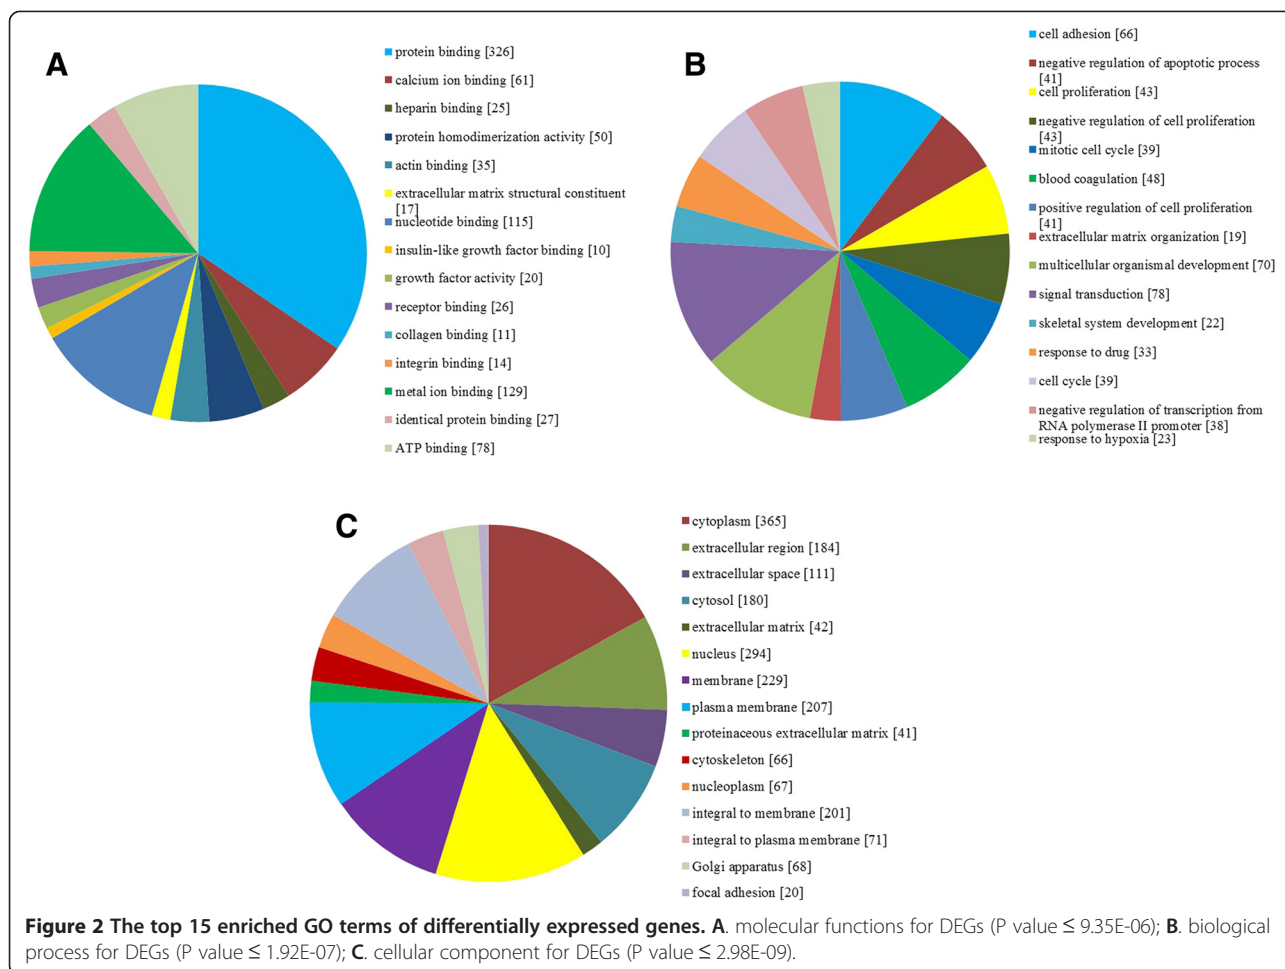 A
protein binding [326]
calcium ion binding [61]
heparin binding [25]
protein homodimerization activity [50]
actin binding [35]
extracellular matrix structural constituent
[17]
nucleotide binding [115]
insulin-like growth factor binding [10]
growth factor activity [20]
receptor binding [26]
collagen binding [11]
integrin binding [14]
metal ion binding [129]
identical protein binding [27]
ATP binding [78]
B
cell adhesion [66]
negative regulation of apoptotic process
[41]
cell proliferation [43]
negative regulation of cell proliferation
[43]
mitotic cell cycle [39]
blood coagulation [48]
positive regulation of cell proliferation
[41]
extracellular matrix organization [19]
multicellular organismal development [70]
signal transduction [78]
skeletal system development [22]
response to drug [33]
cell cycle [39]
negative regulation of transcription from
RNA polymerase II promoter [38]
response to hypoxia [23]
C
cytoplasm [365]
extracellular region [184]
extracellular space [111]
cytosol [180]
extracellular matrix [42]
nucleus [294]
membrane [229]
plasma membrane [207]
proteinaceous extracellular matrix [41]
cytoskeleton [66]
nucleoplasm [67]
integral to membrane [201]
integral to plasma membrane [71]
Golgi apparatus [68]
focal adhesion [20]
Figure 2 The top 15 enriched GO terms of differentially expressed genes. A. molecular functions for DEGs (P value ≤ 9.35E-06); B. biological
process for DEGs (P value ≤ 1.92E-07); C. cellular component for DEGs (P value ≤ 2.98E-09).